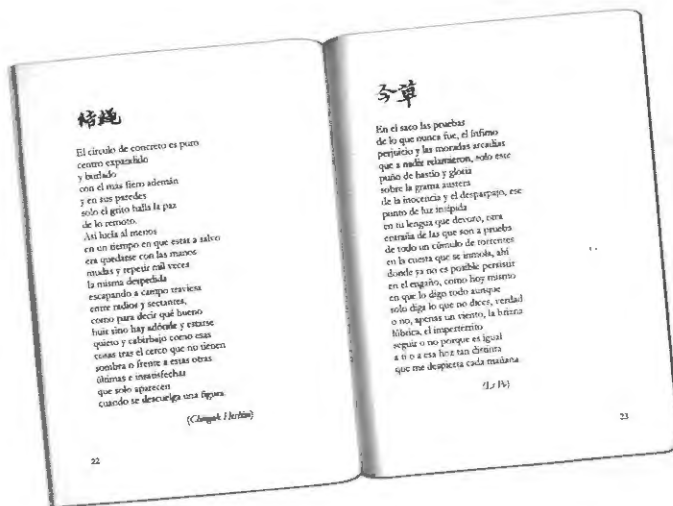 El círculo de concreto es puro
centro expandido
y burlado
con el más fiero ademán
y en sus paredes
solo el grito halla la paz
de lo remoto.
Así lucía al menos
en un tiempo en que estar a salvo
era quedarse con las manos
mudas y repetir mil veces
la misma despedida
escapando a campo traviesa
entre radios y sectantes,
como para decir qué bueno
huir sino hay adónde y estarse
quieto y cabizbajo como esas
cosas tras el cerco que no tienen
sombra o frente a estas otras
últimas e insatisfechas
que solo aparecen
cuando se descuelga una figura.
22
今草
En el saco las pruebas
de lo que nunca fue, el ínfimo
perjuicio y las moradas arcadias
que a nadie relamieron, solo este
puño de hastío y gloria
sobre la grama austera
de la inocencia y el desparpajo, ese
punto de luz insípida
en tu lengua que devoro, rara
entraña de las que son a prueba
de todo un cúmulo de torrentes
en la cuesta que se inmola, ahí
donde ya no es posible persistir
en el engaño, como hoy mismo
en que lo digo todo aunque
solo diga lo que no dices, verdad
o no, apenas un viento, la brizna
lúbrica, el impertérrito
seguir o no porque es igual
a ti o a esa hoz tan distinta
que me despierta cada mañana.
23